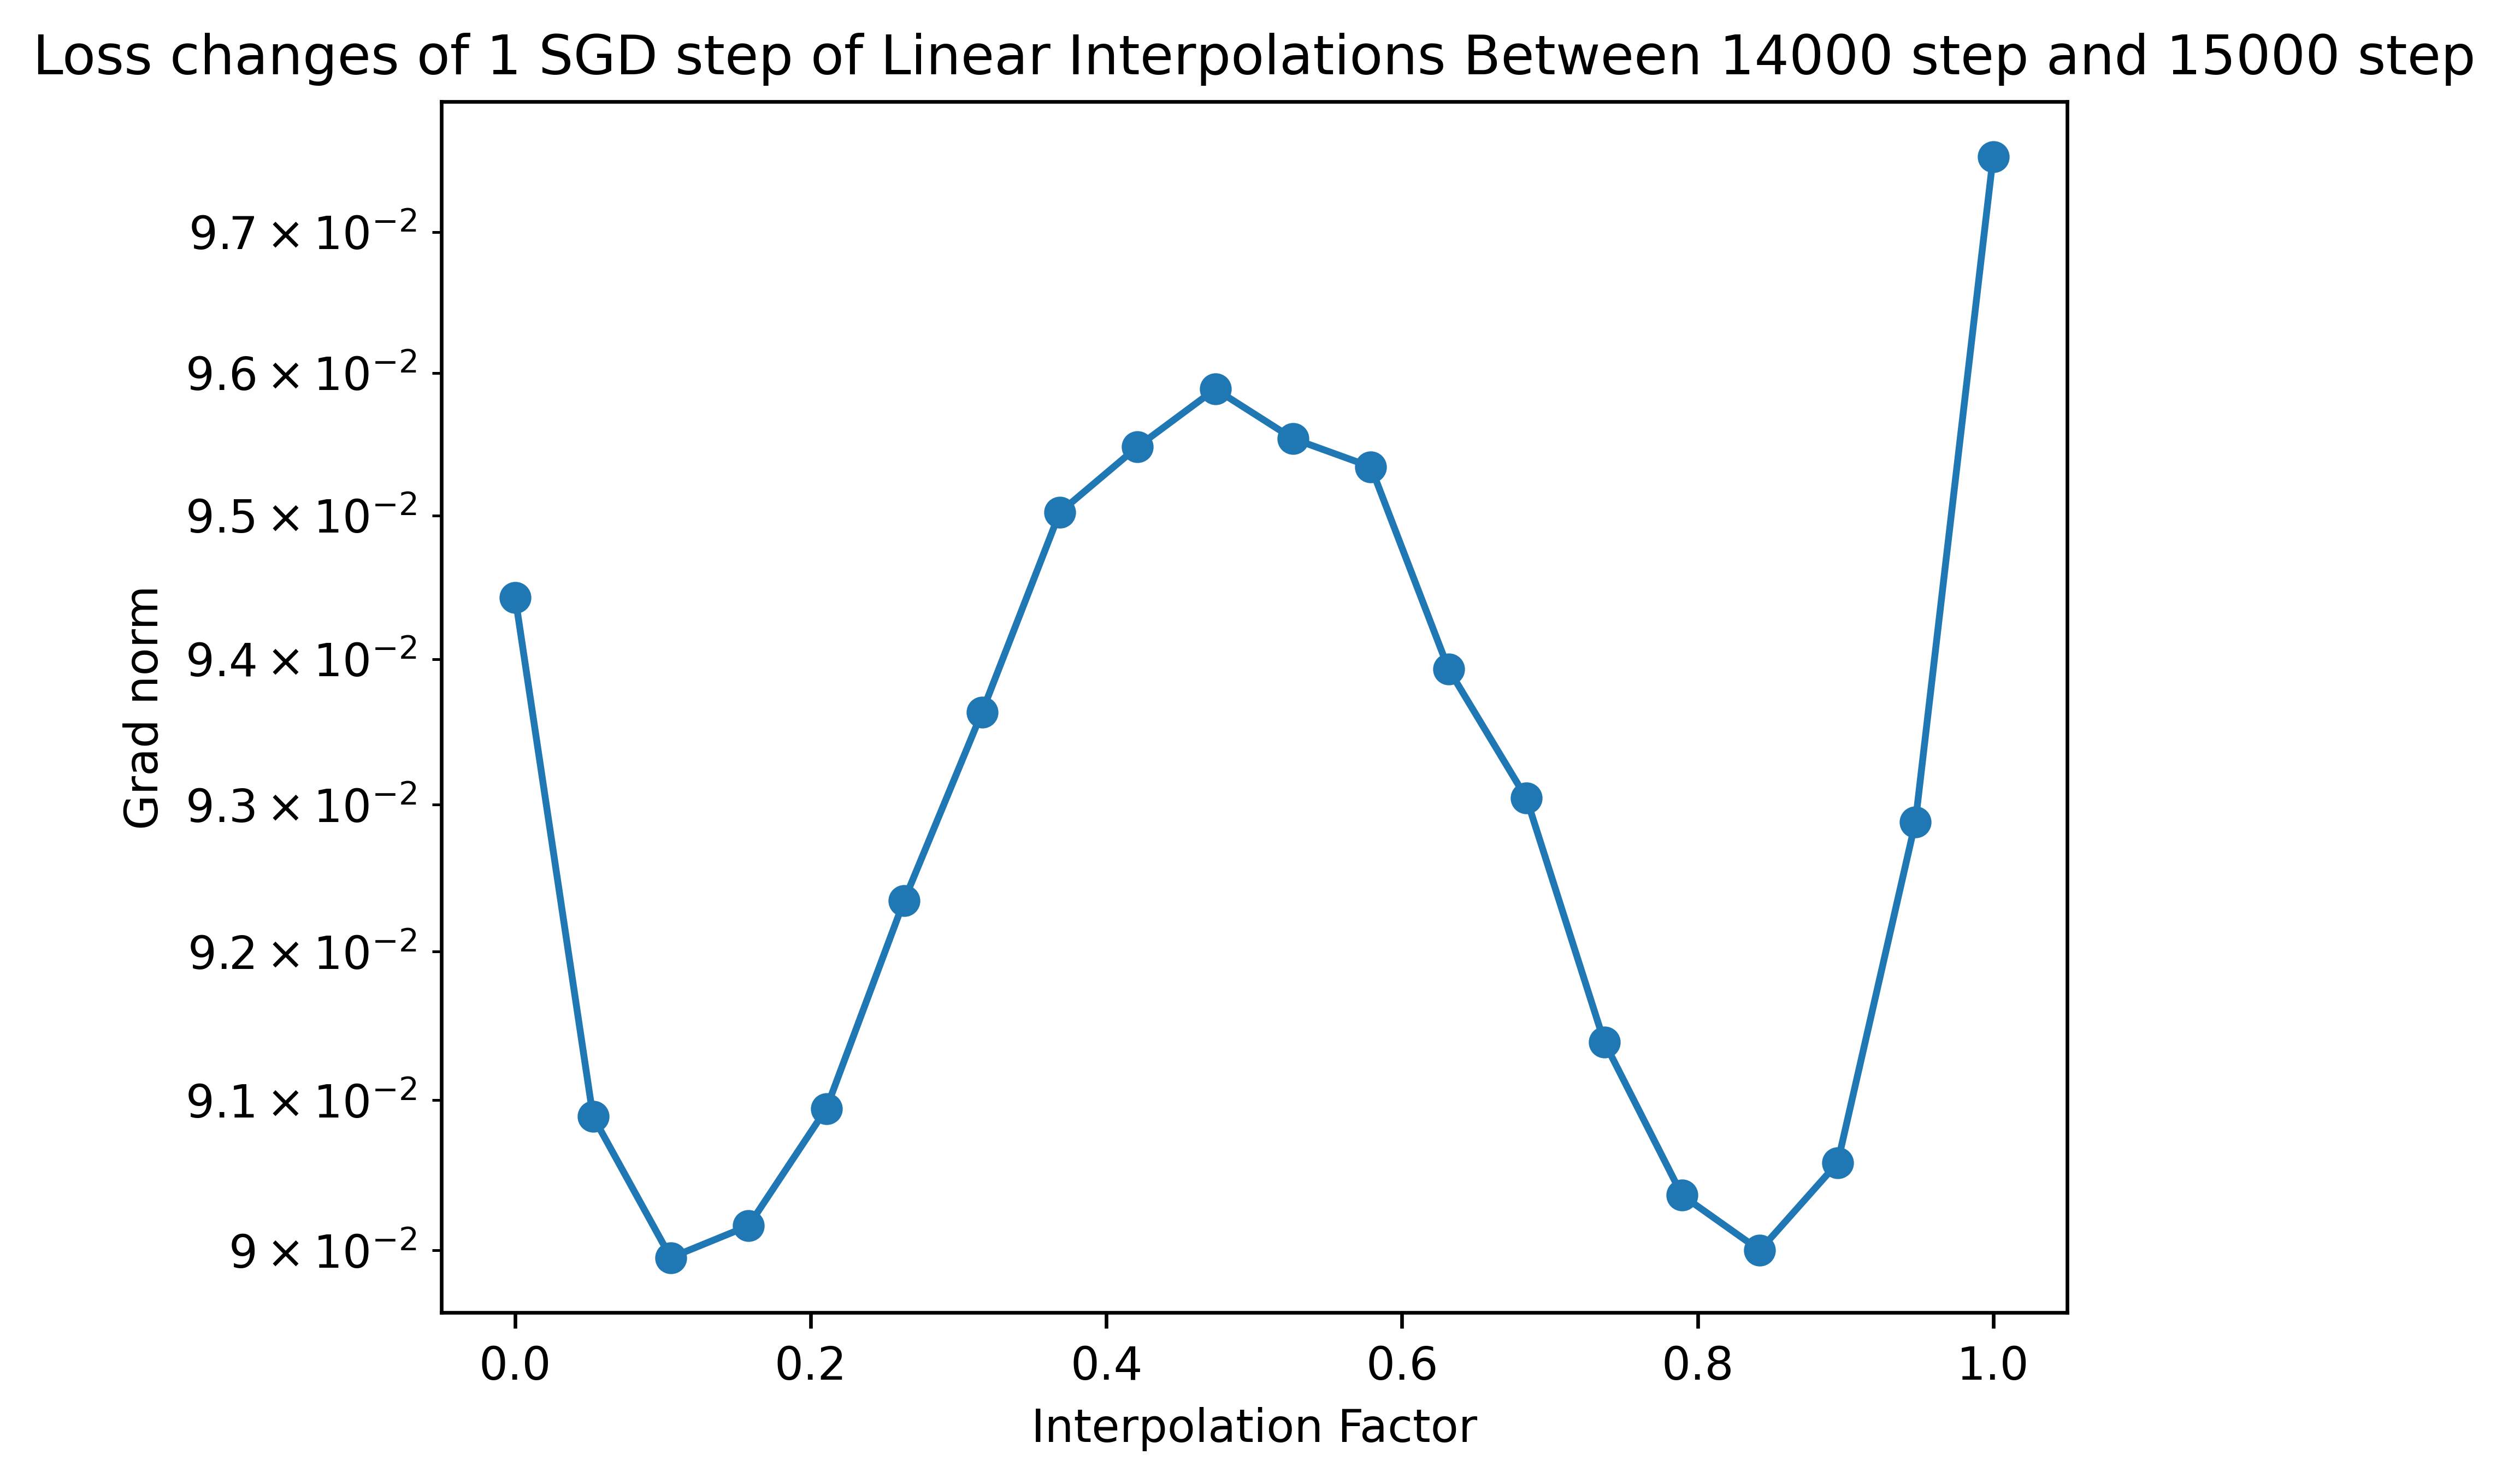 Loss changes of 1 SGD step of Linear Interpolations Between 14000 step and 15000 step
9.7 × 10⁻²
9.6 × 10⁻²
9.5 × 10⁻²
9.4 × 10⁻²
9.3 × 10⁻²
9.2 × 10⁻²
9.1 × 10⁻²
9 × 10⁻²
Grad norm
0.0 0.2 0.4 0.6 0.8 1.0
Interpolation Factor